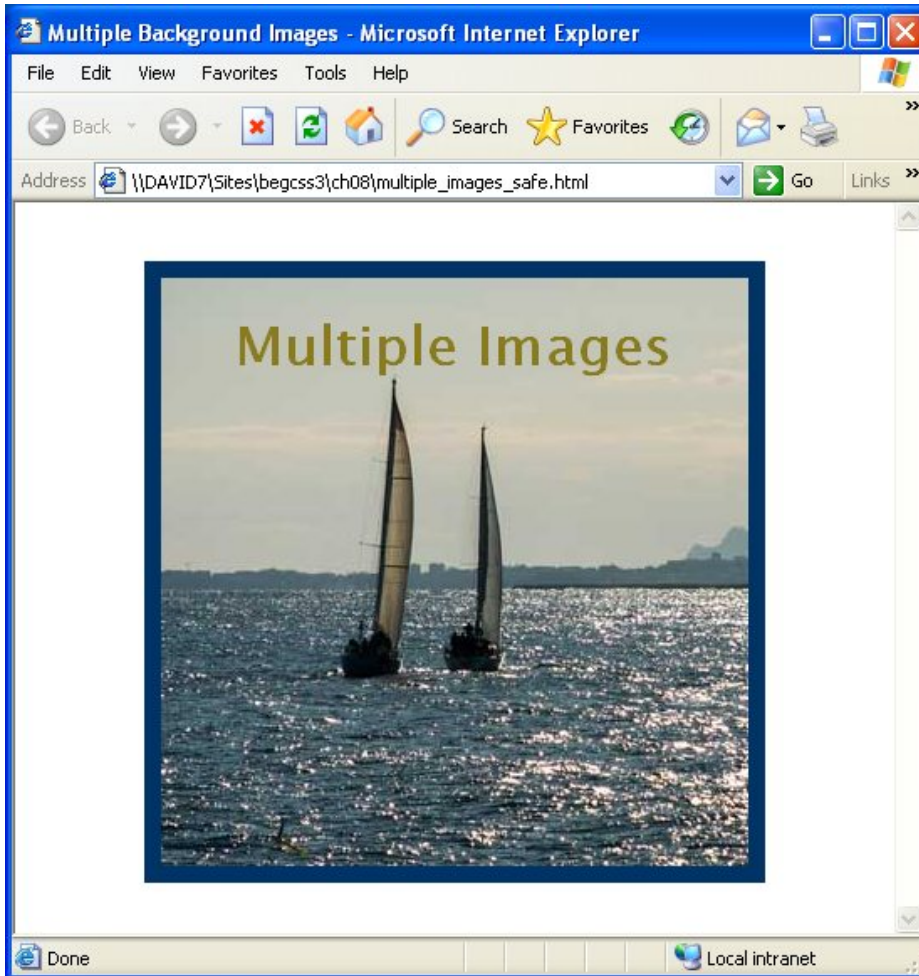 Multiple Background Images - Microsoft Internet Explorer
File Edit View Favorites Tools Help
Back Search Favorites
Address \\DAVID7\Sites\begcss3\ch08\multiple_images_safe.html Go Links
Multiple Images
Done Local intranet